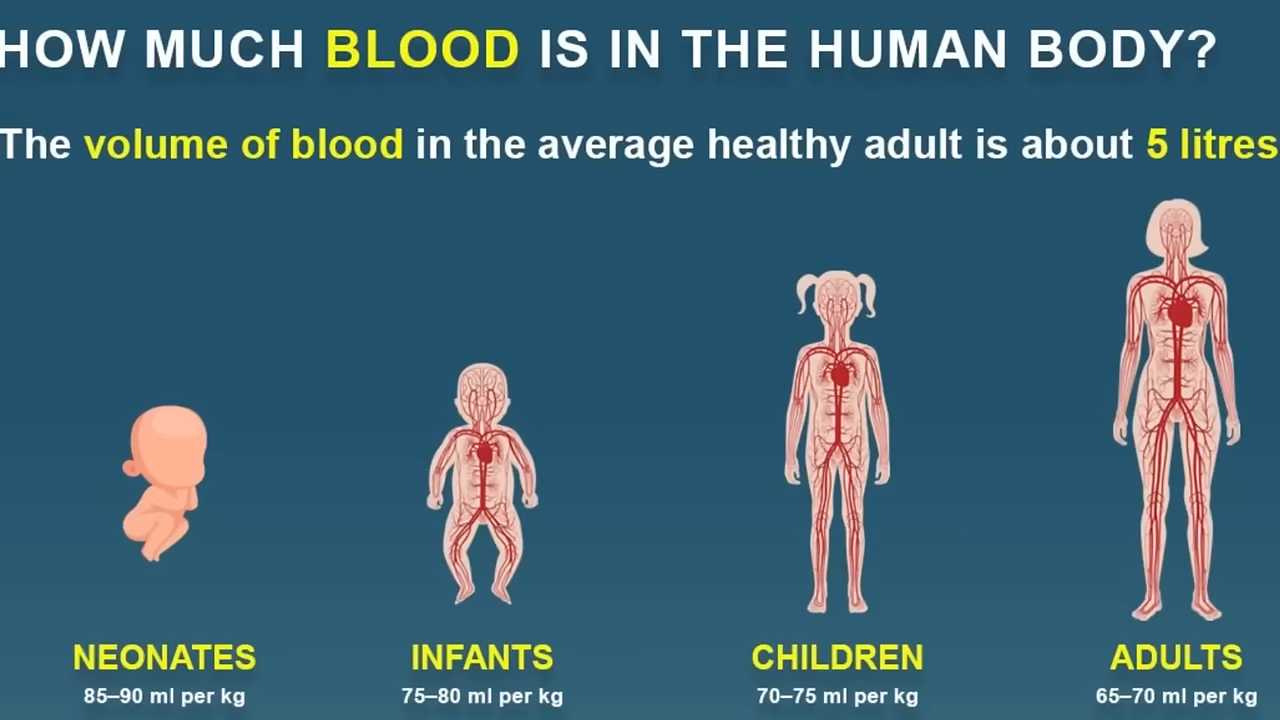 HOW MUCH BLOOD IS IN THE HUMAN BODY?
The volume of blood in the average healthy adult is about 5 litres
NEONATES
85–90 ml per kg
INFANTS
75–80 ml per kg
CHILDREN
70–75 ml per kg
ADULTS
65–70 ml per kg